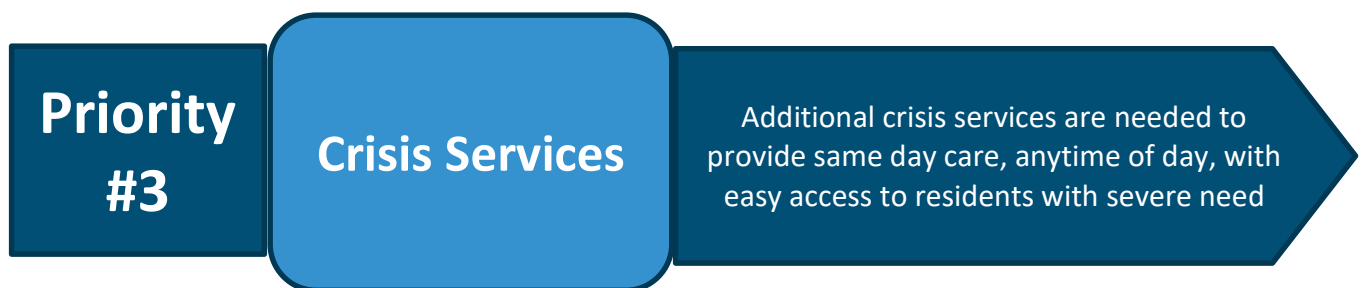 Priority
#3
Crisis Services
Additional crisis services are needed to
provide same day care, anytime of day, with
easy access to residents with severe need